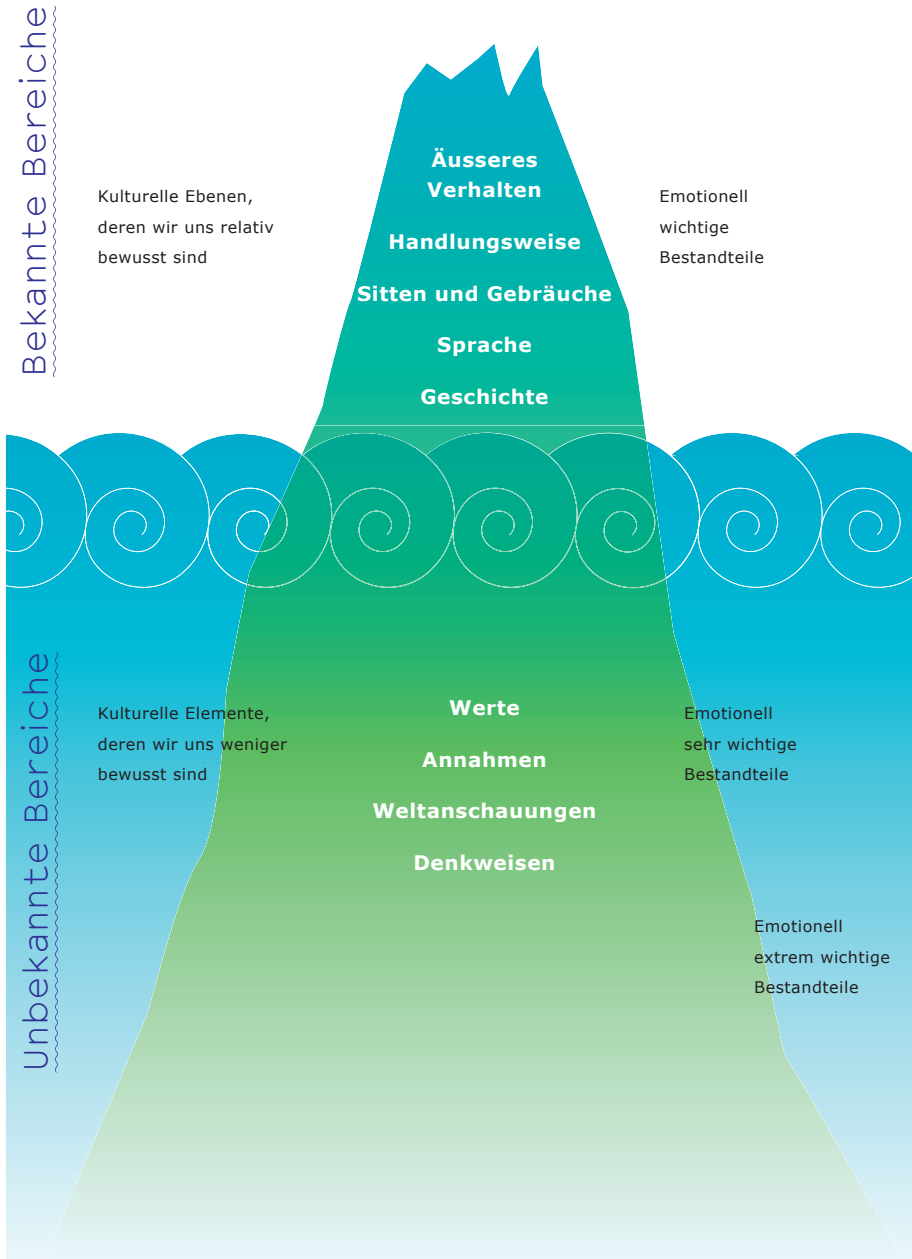 Bekannte Bereiche
Äusseres
Verhalten
Kulturelle Ebenen,
deren wir uns relativ
bewusst sind
Emotionell
wichtige
Bestandteile
Handlungsweise
Sitten und Gebräuche
Sprache
Geschichte
Unbekannte Bereiche
Kulturelle Elemente,
deren wir uns weniger
bewusst sind
Werte
Annahmen
Weltanschauungen
Denkweisen
Emotionell
sehr wichtige
Bestandteile
Emotionell
extrem wichtige
Bestandteile